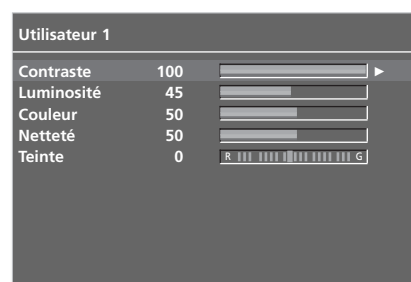 Utilisateur 1
Contraste 100
Luminosité 45
Couleur 50
Netteté 50
Teinte 0 R G